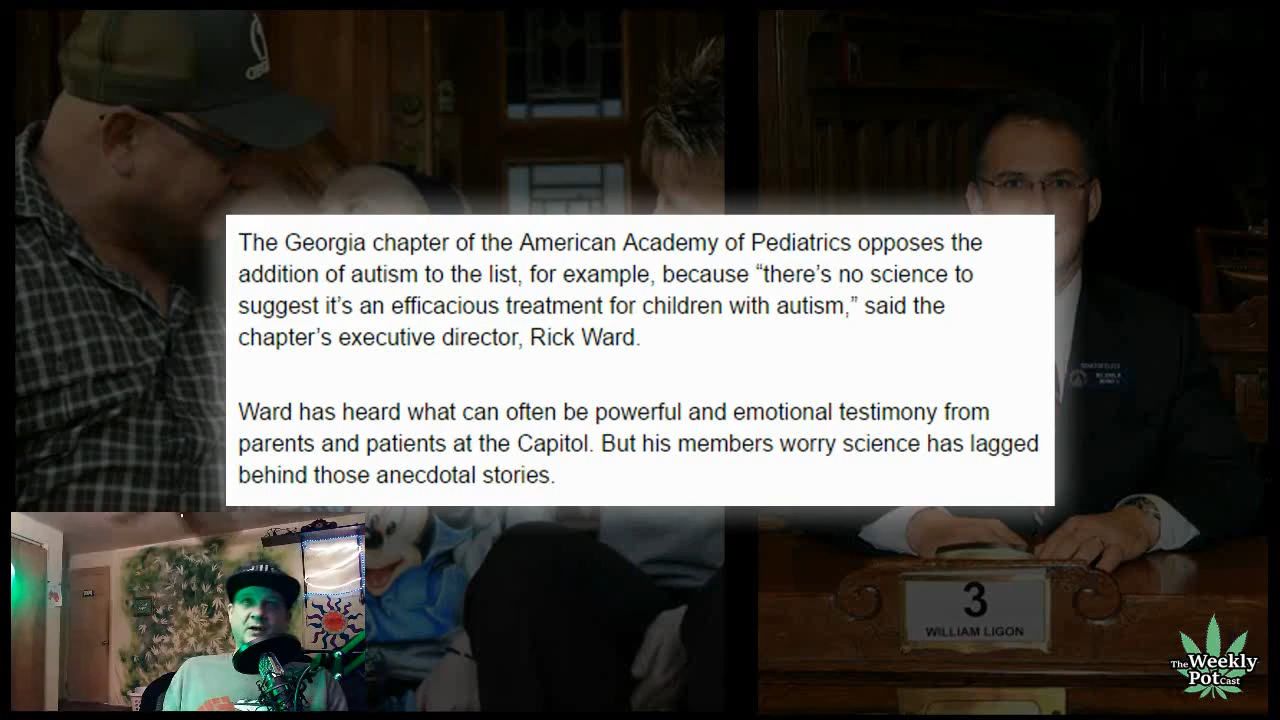 The Georgia chapter of the American Academy of Pediatrics opposes the
addition of autism to the list, for example, because “there’s no science to
suggest it’s an efficacious treatment for children with autism,” said the
chapter’s executive director, Rick Ward.
Ward has heard what can often be powerful and emotional testimony from
parents and patients at the Capitol. But his members worry science has lagged
behind those anecdotal stories.
3
WILLIAM LIGON
The Weekly
PotCast